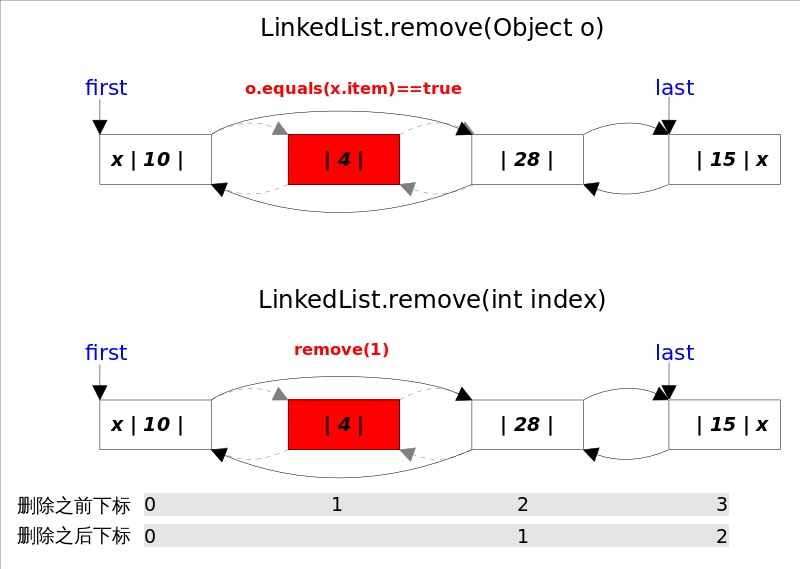 LinkedList.remove(Object o)
first
o.equals(x.item)==true
last
x | 10 |
| 4 |
| 28 |
| 15 | x
LinkedList.remove(int index)
first
remove(1)
last
x | 10 |
| 4 |
| 28 |
| 15 | x
删除之前下标 0 1 2 3
删除之后下标 0 1 2